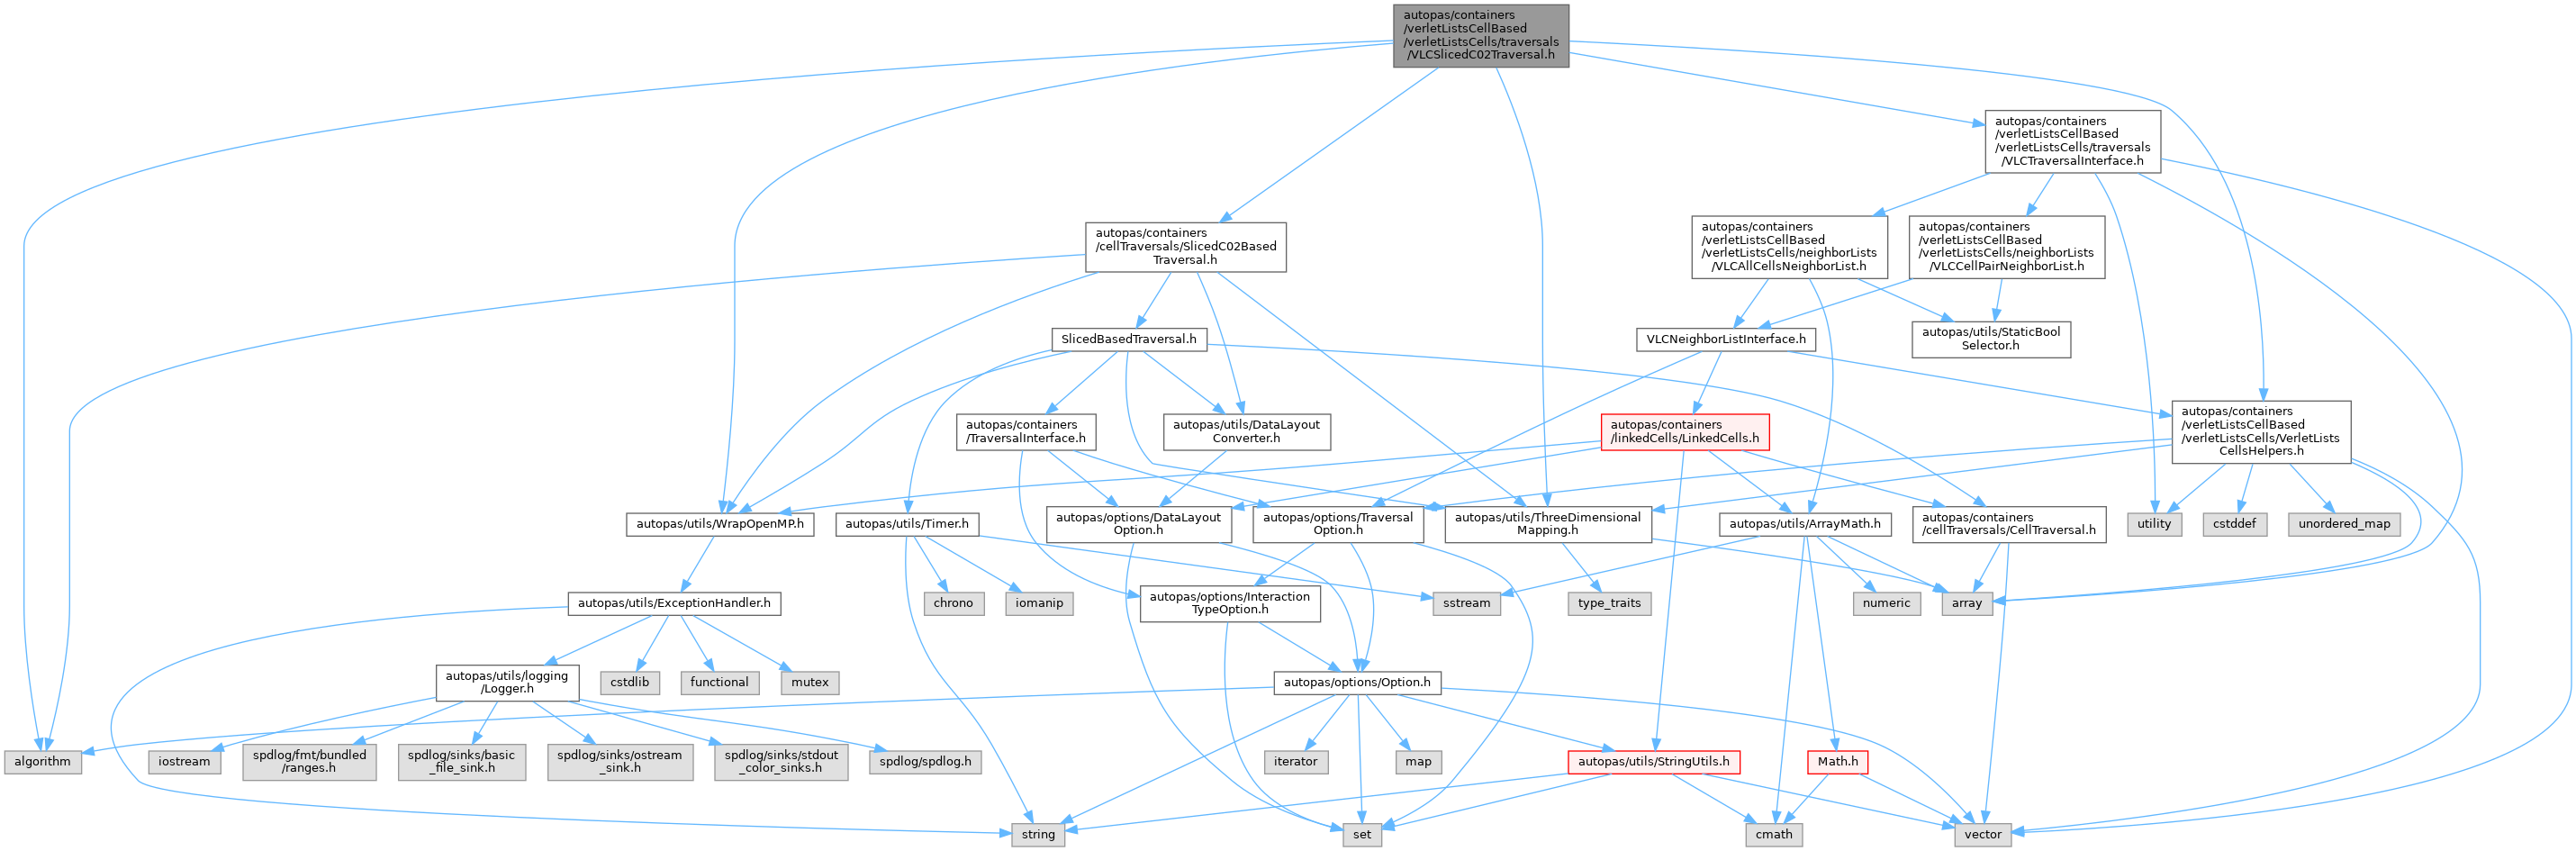 autopas/containers
/verletListsCellBased
/verletListsCells/traversals
/VLCSlicedC02Traversal.h
autopas/containers
/verletListsCellBased
/verletListsCells/traversals
/VLCTraversalInterface.h
autopas/containers
/cellTraversals/SlicedC02Based
Traversal.h
autopas/containers
/verletListsCellBased
/verletListsCells/neighborLists
/VLCAllCellsNeighborList.h
autopas/containers
/verletListsCellBased
/verletListsCells/neighborLists
/VLCCellPairNeighborList.h
SlicedBasedTraversal.h
VLCNeighborListInterface.h
autopas/utils/StaticBool
Selector.h
autopas/containers
/TraversalInterface.h
autopas/utils/DataLayout
Converter.h
autopas/containers
/linkedCells/LinkedCells.h
autopas/containers
/verletListsCellBased
/verletListsCells/VerletLists
CellsHelpers.h
autopas/utils/WrapOpenMP.h
autopas/utils/Timer.h
autopas/options/DataLayout
Option.h
autopas/options/Traversal
Option.h
autopas/utils/ThreeDimensional
Mapping.h
autopas/utils/ArrayMath.h
autopas/containers
/cellTraversals/CellTraversal.h
utility
cstddef
unordered_map
autopas/utils/ExceptionHandler.h
chrono
iomanip
autopas/options/Interaction
TypeOption.h
sstream
type_traits
numeric
array
autopas/utils/logging
/Logger.h
cstdlib
functional
mutex
autopas/options/Option.h
algorithm
iostream
spdlog/fmt/bundled
/ranges.h
spdlog/sinks/basic
_file_sink.h
spdlog/sinks/ostream
_sink.h
spdlog/sinks/stdout
_color_sinks.h
spdlog/spdlog.h
iterator
map
autopas/utils/StringUtils.h
Math.h
string
set
cmath
vector